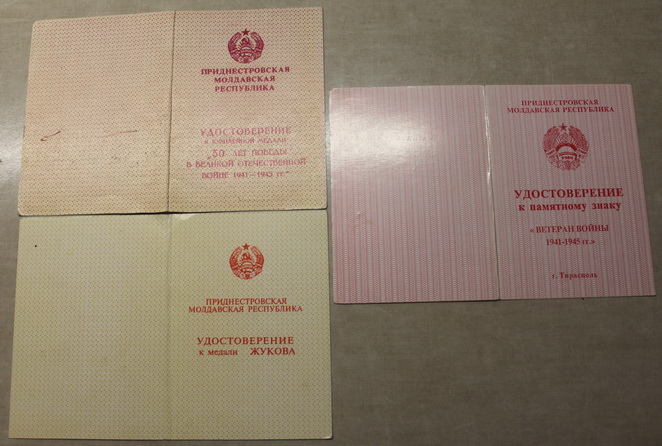 ПРИДНЕСТРОВСКАЯ
МОЛДАВСКАЯ
РЕСПУБЛИКА
УДОСТОВЕРЕНИЕ
к ЮБИЛЕЙНОЙ МЕДАЛИ
„50 ЛЕТ ПОБЕДЫ
В ВЕЛИКОЙ ОТЕЧЕСТВЕННОЙ
ВОЙНЕ 1941—1945 гг."
ПРИДНЕСТРОВСКАЯ
МОЛДАВСКАЯ РЕСПУБЛИКА
УДОСТОВЕРЕНИЕ
к медали ЖУКОВА
ПРИДНЕСТРОВСКАЯ
МОЛДАВСКАЯ РЕСПУБЛИКА
УДОСТОВЕРЕНИЕ
к памятному знаку
« ВЕТЕРАН ВОЙНЫ
1941-1945 гг.»
г. Тирасполь